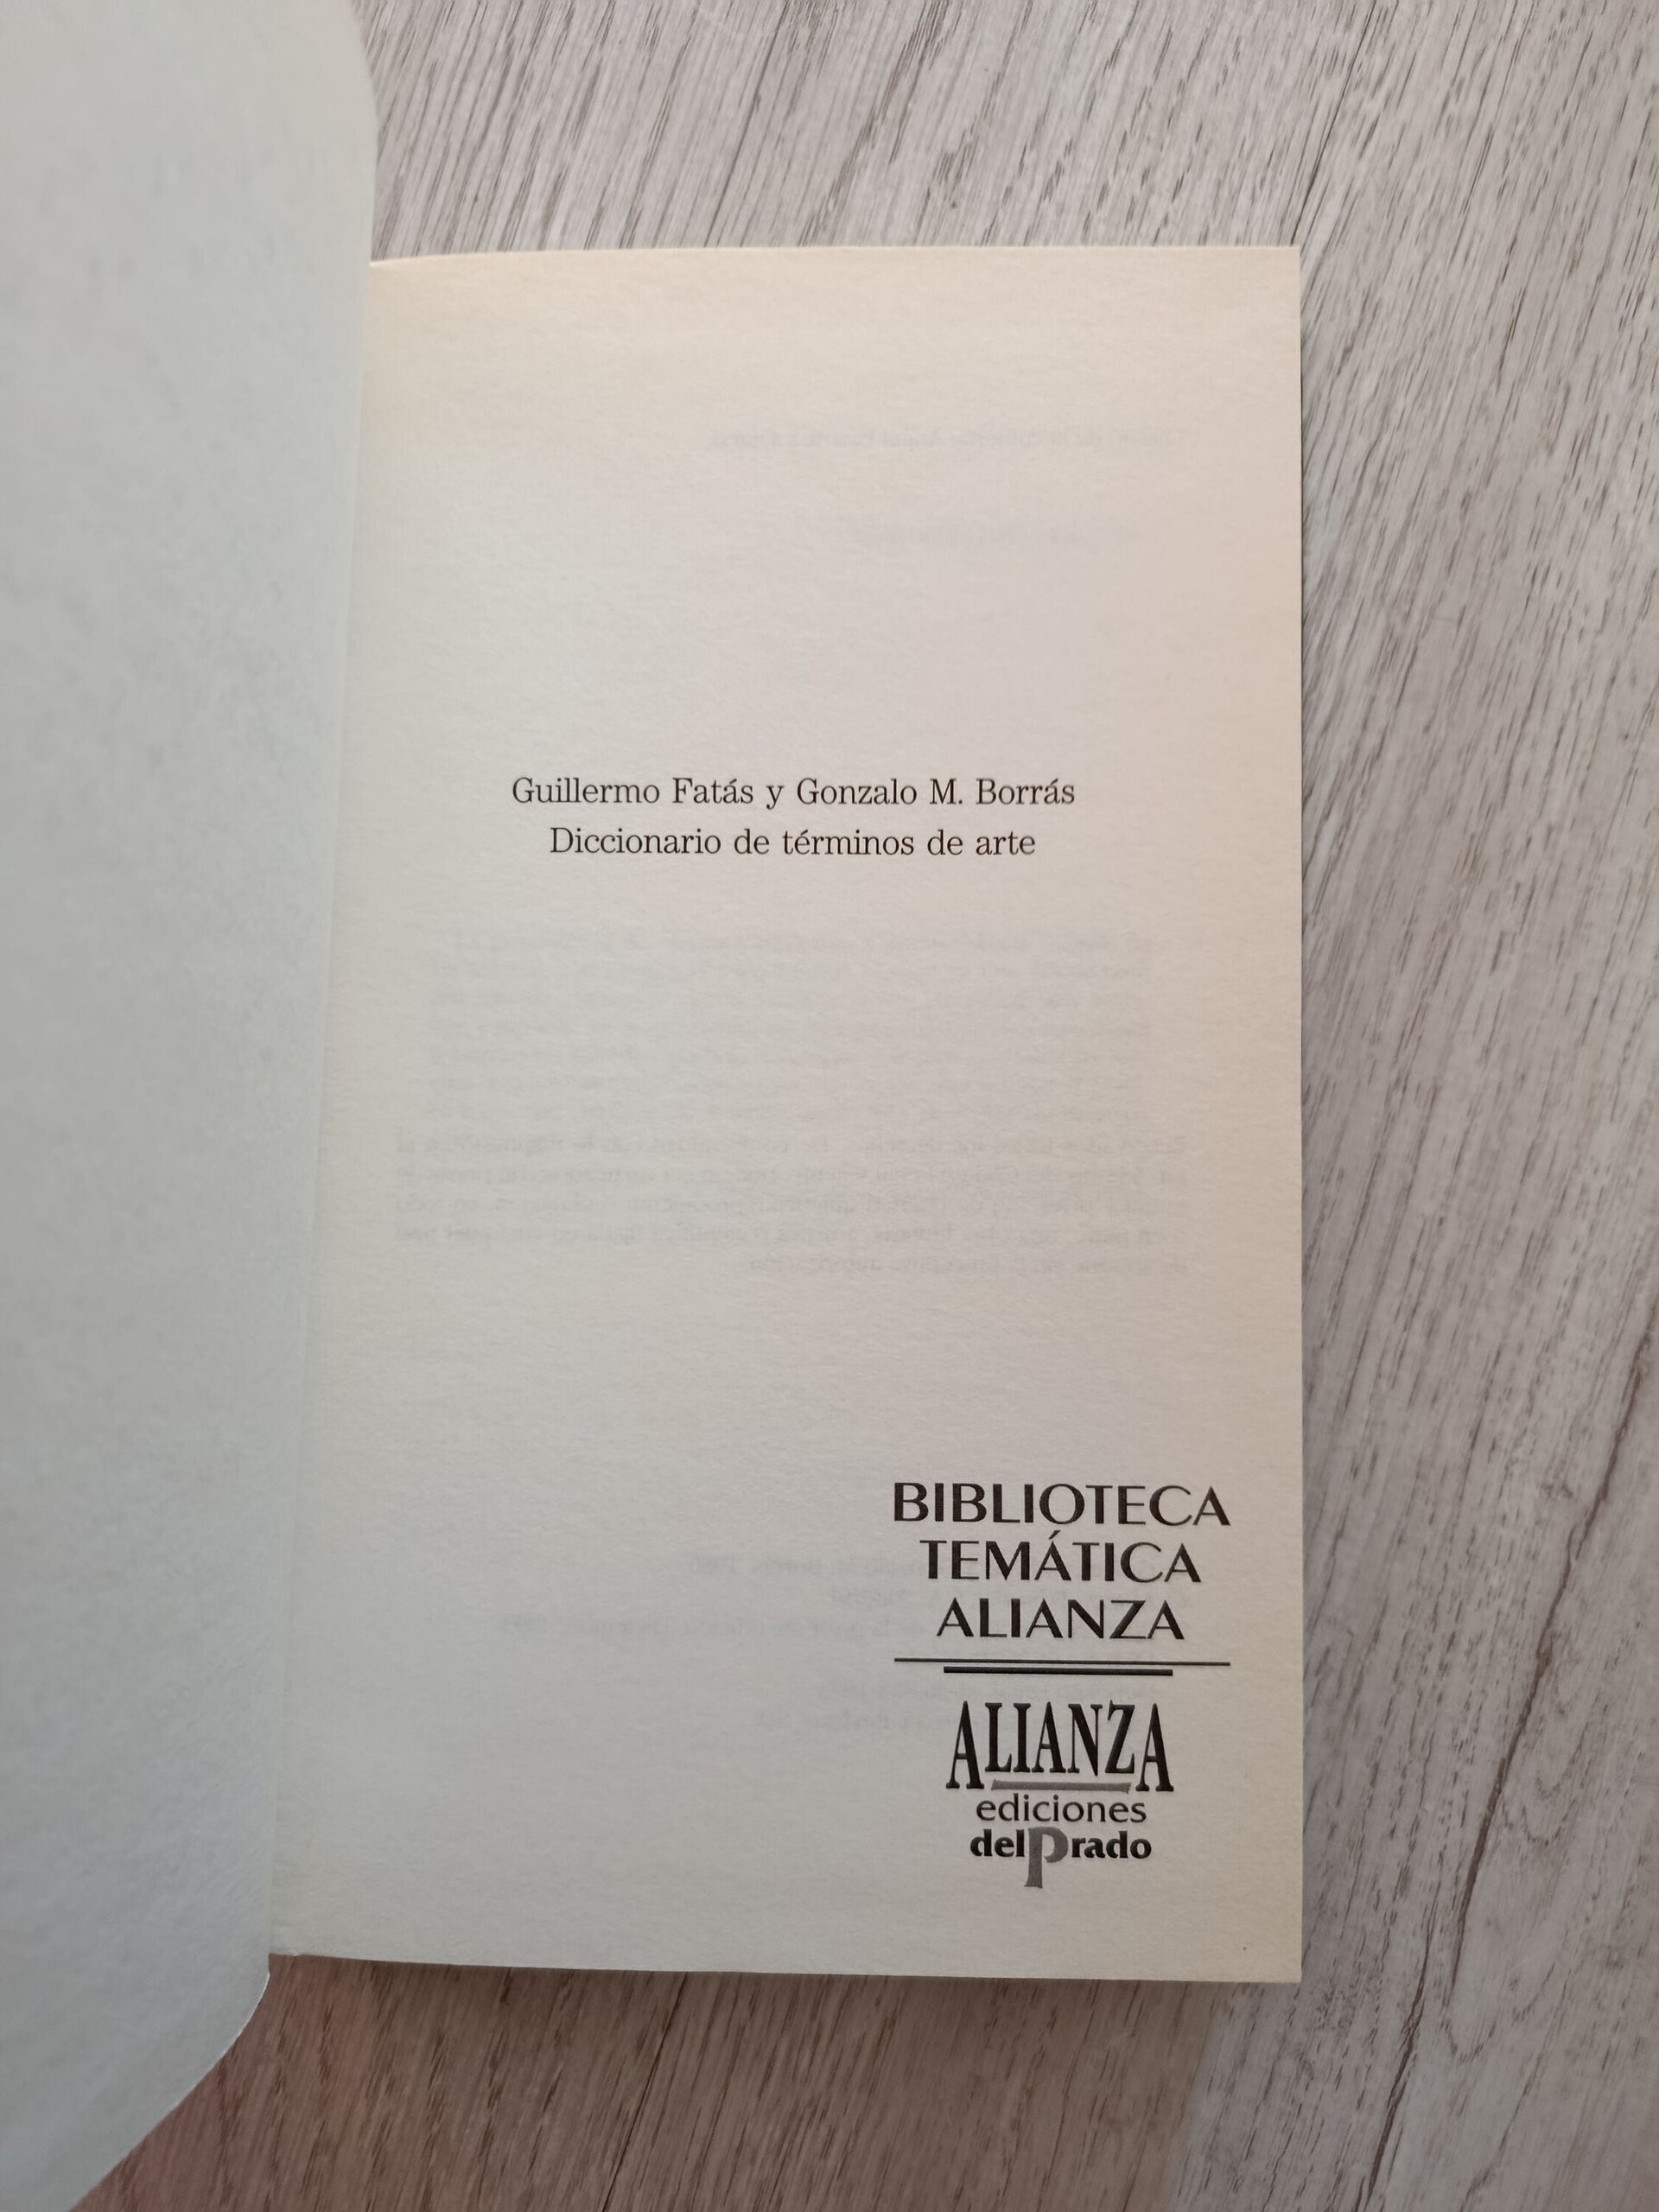 Guillermo Fatás y Gonzalo M. Borrás
Diccionario de términos de arte
BIBLIOTECA
TEMÁTICA
ALIANZA
ALIANZA
ediciones
delPrado